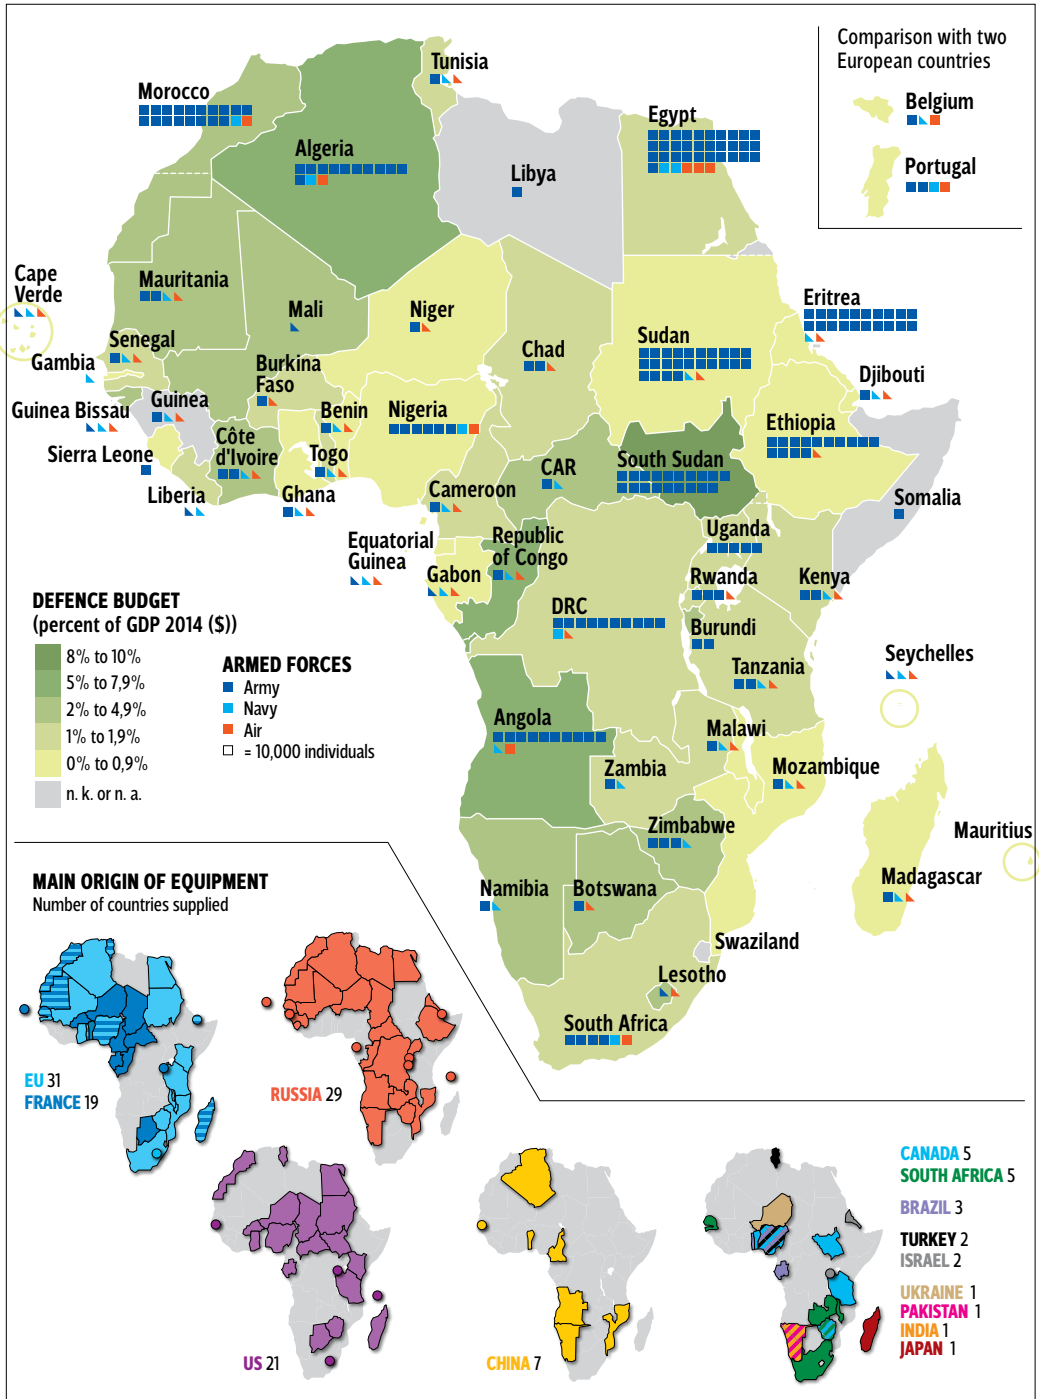 Comparison with two
European countries
Belgium
Portugal
Tunisia
Morocco
Algeria
Libya
Egypt
Cape
Verde
Mauritania
Mali
Niger
Chad
Sudan
Eritrea
Senegal
Gambia
Burkina
Faso
Djibouti
Guinea
Guinea Bissau
Benin
Nigeria
Ethiopia
Sierra Leone
Côte
d'Ivoire
Togo
CAR
South Sudan
Liberia
Ghana
Cameroon
Somalia
Equatorial
Guinea
Republic
of Congo
Uganda
Gabon
Rwanda
Kenya
DRC
Burundi
Tanzania
Seychelles
DEFENCE BUDGET
(percent of GDP 2014 ($))
8% to 10%
5% to 7,9%
2% to 4,9%
1% to 1,9%
0% to 0,9%
n. k. or n. a.
ARMED FORCES
Army
Navy
Air
= 10,000 individuals
Angola
Malawi
Zambia
Mozambique
Zimbabwe
Mauritius
Namibia
Botswana
Madagascar
Swaziland
Lesotho
South Africa
MAIN ORIGIN OF EQUIPMENT
Number of countries supplied
EU 31
FRANCE 19
RUSSIA 29
US 21
CHINA 7
CANADA 5
SOUTH AFRICA 5
BRAZIL 3
TURKEY 2
ISRAEL 2
UKRAINE 1
PAKISTAN 1
INDIA 1
JAPAN 1